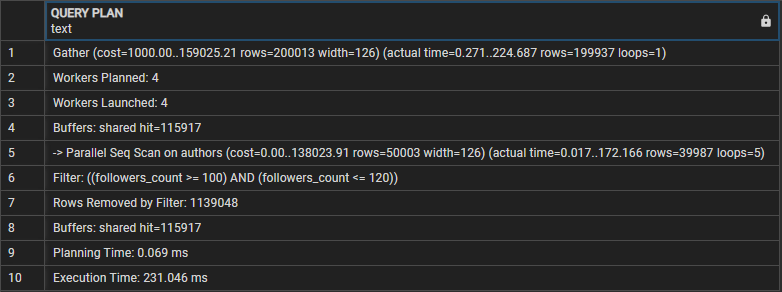 QUERY PLAN
text
1 Gather (cost=1000.00..159025.21 rows=200013 width=126) (actual time=0.271..224.687 rows=199937 loops=1)
2 Workers Planned: 4
3 Workers Launched: 4
4 Buffers: shared hit=115917
5 -> Parallel Seq Scan on authors (cost=0.00..138023.91 rows=50003 width=126) (actual time=0.017..172.166 rows=39987 loops=5)
6 Filter: ((followers_count >= 100) AND (followers_count <= 120))
7 Rows Removed by Filter: 1139048
8 Buffers: shared hit=115917
9 Planning Time: 0.069 ms
10 Execution Time: 231.046 ms